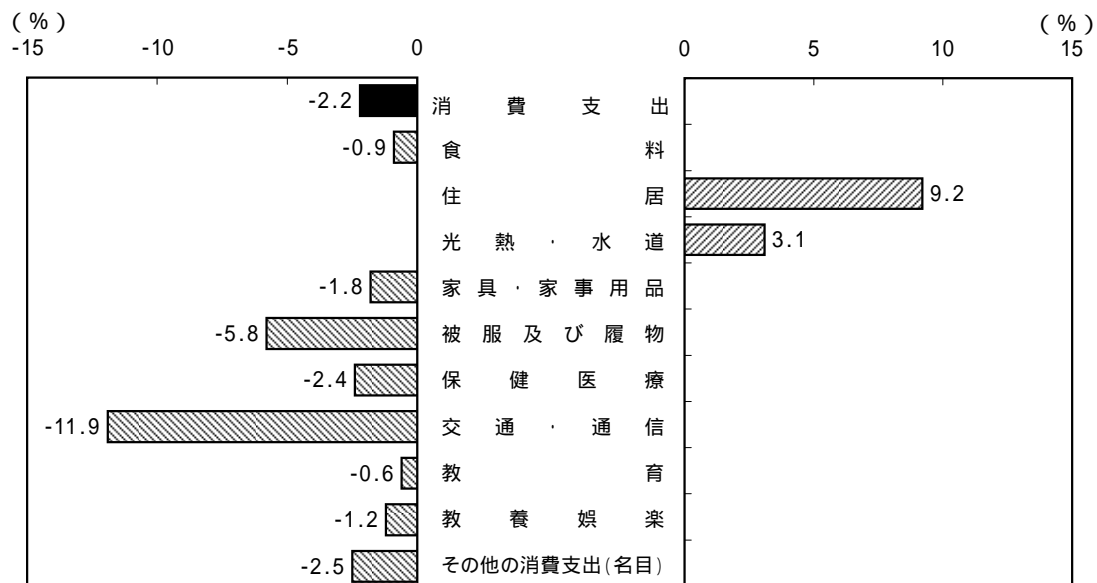 (%) (%)
-15 -10 -5 0 0 5 10 15
-2.2 消費支出
-0.9 食料
住居 9.2
光熱・水道 3.1
-1.8 家具・家事用品
-5.8 被服及び履物
-2.4 保健医療
-11.9 交通・通信
-0.6 教育
-1.2 教養娯楽
-2.5 その他の消費支出(名目)